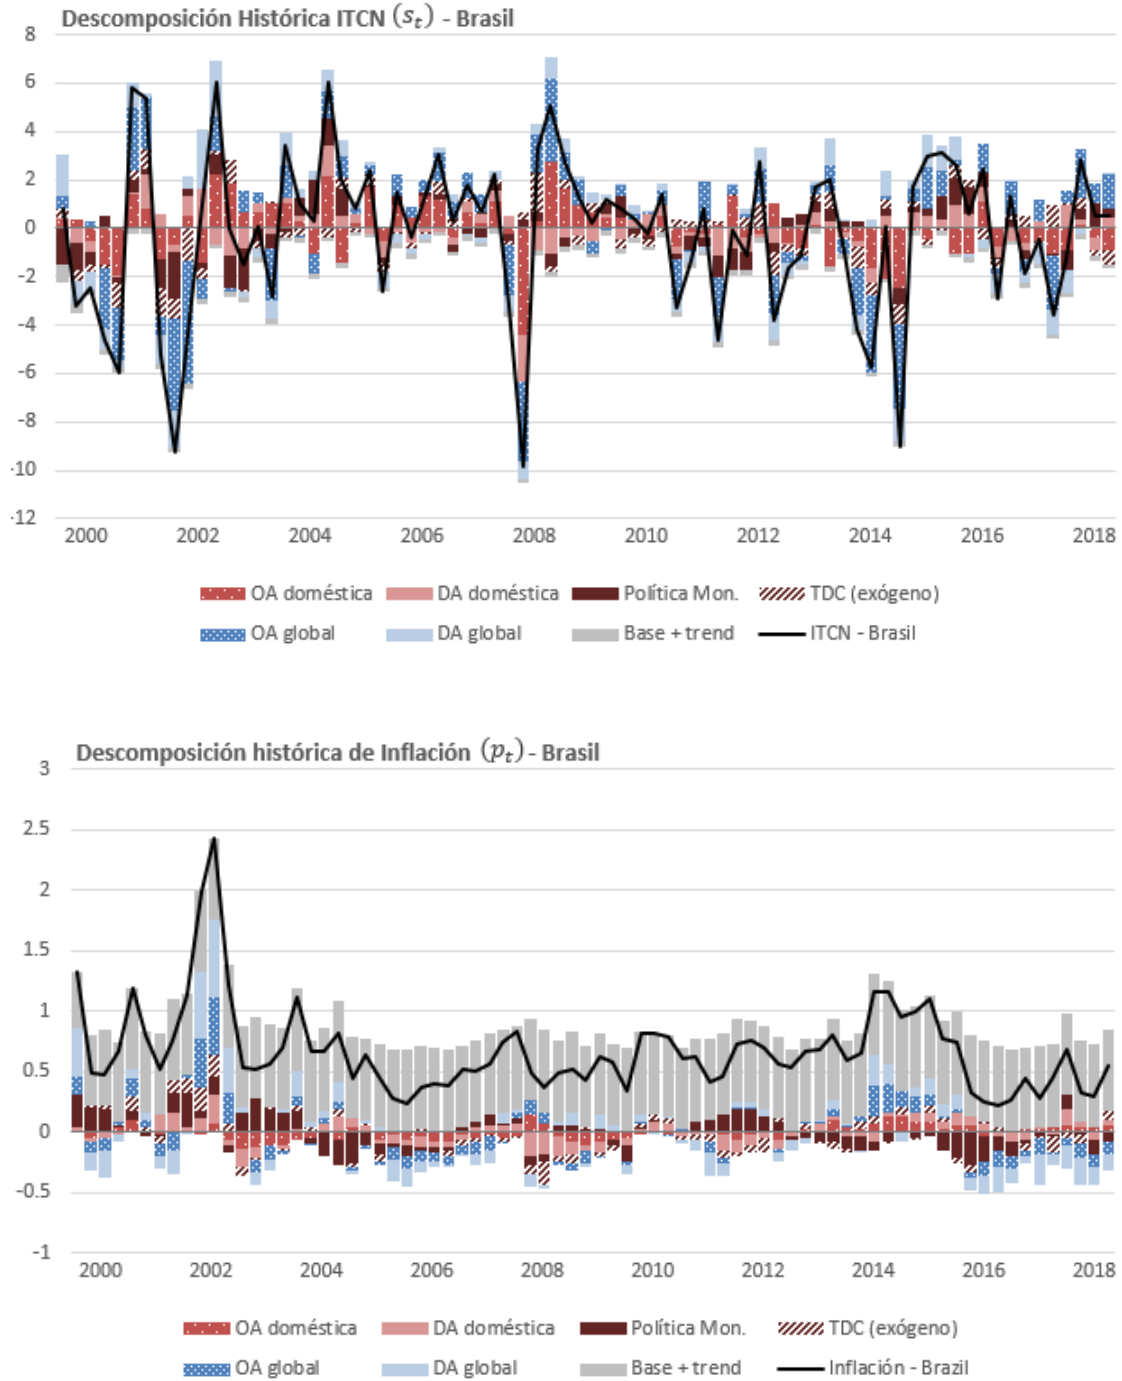 Descomposición Histórica ITCN (s_t) - Brasil
8
6
4
2
0
-2
-4
-6
-8
-10
-12
2000 2002 2004 2006 2008 2010 2012 2014 2016 2018
OA doméstica DA doméstica Política Mon. TDC (exógeno)
OA global DA global Base + trend ITCN - Brasil
Descomposición histórica de Inflación (p_t) - Brasil
3
2.5
2
1.5
1
0.5
0
-0.5
-1
2000 2002 2004 2006 2008 2010 2012 2014 2016 2018
OA doméstica DA doméstica Política Mon. TDC (exógeno)
OA global DA global Base + trend Inflación - Brazil